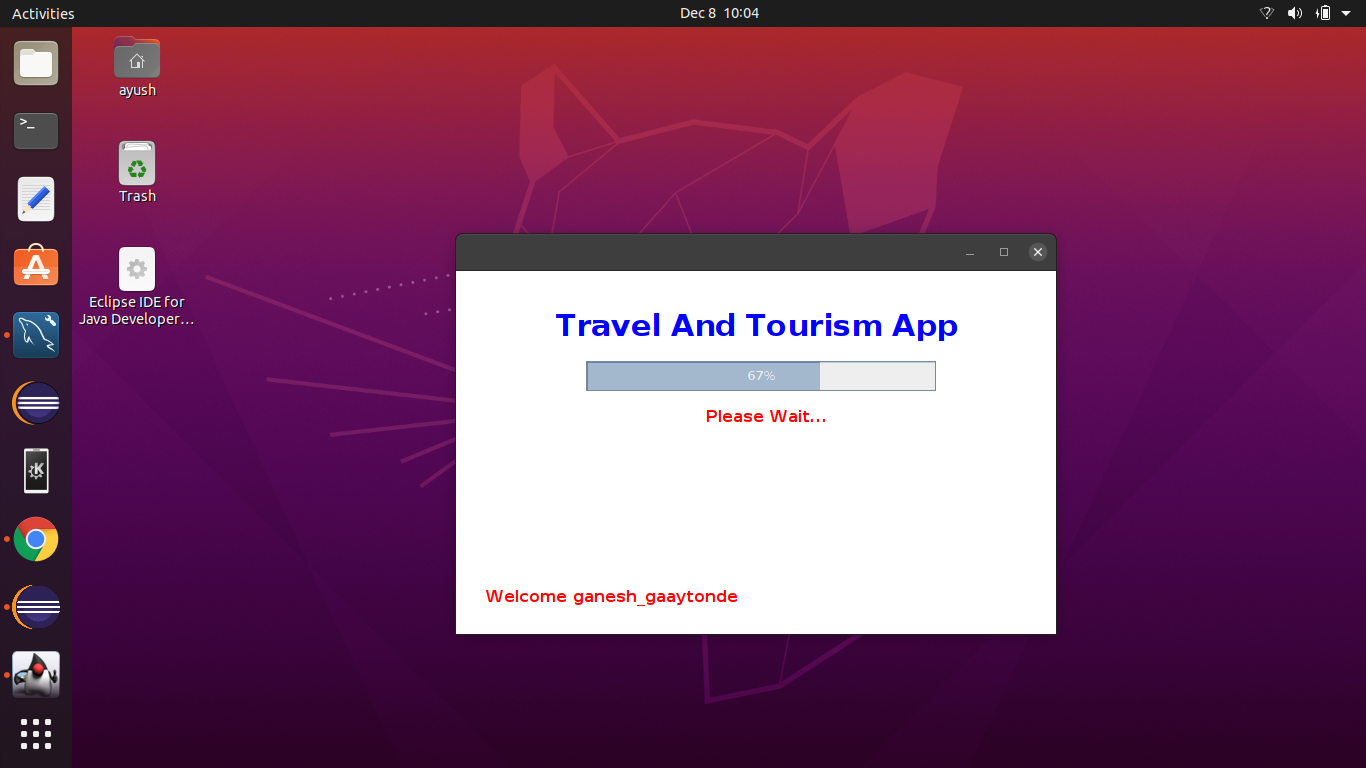 Activities
Dec 8 10:04
ayush
Trash
Eclipse IDE for
Java Developer…
Travel And Tourism App
67%
Please Wait...
Welcome ganesh_gaaytonde